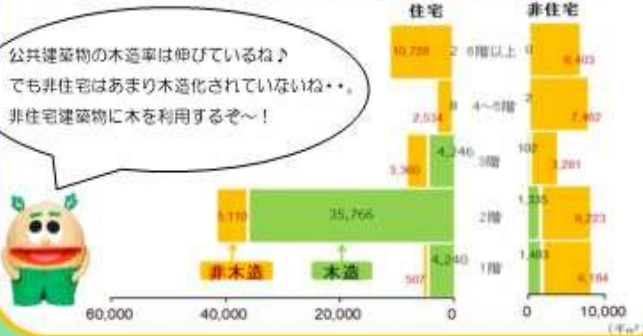 公共建築物の木造率は伸びているね♪
でも非住宅はあまり木造化されていないね・・。
非住宅建築物に木を利用するぞ〜！
住宅 非住宅
10,728 2 6階以上 0 6,403
2,534 8 4〜5階 2 7,462
3,360 4,246 3階 102 3,281
5,110 35,766 2階 1,335 6,223
507 4,240 1階 1,483 6,184
非木造 木造
60,000 40,000 20,000 0 0 10,000